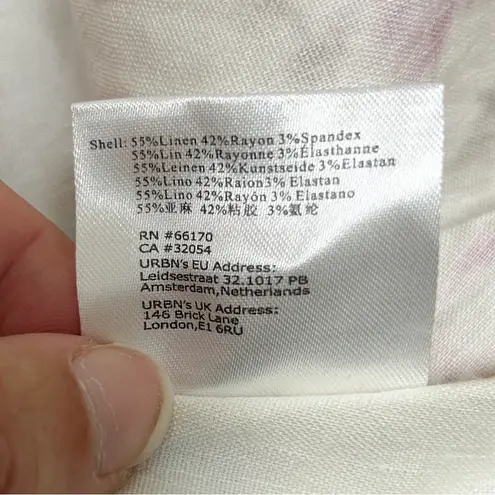 Shell: 55%Linen 42%Rayon 3%Spandex
55%Lin 42%Rayonne 3%Élasthanne
55%Leinen 42%Kunstseide 3%Elastan
55%Lino 42%Raion3% Elastan
55%Lino 42%Rayón 3% Elastano
55%亚麻 42%粘胶 3%氨纶
RN #66170
CA #32054
URBN's EU Address:
Leidsestraat 32.1017 PB
Amsterdam,Netherlands
URBN's UK Address:
146 Brick Lane
London,E1 6RU